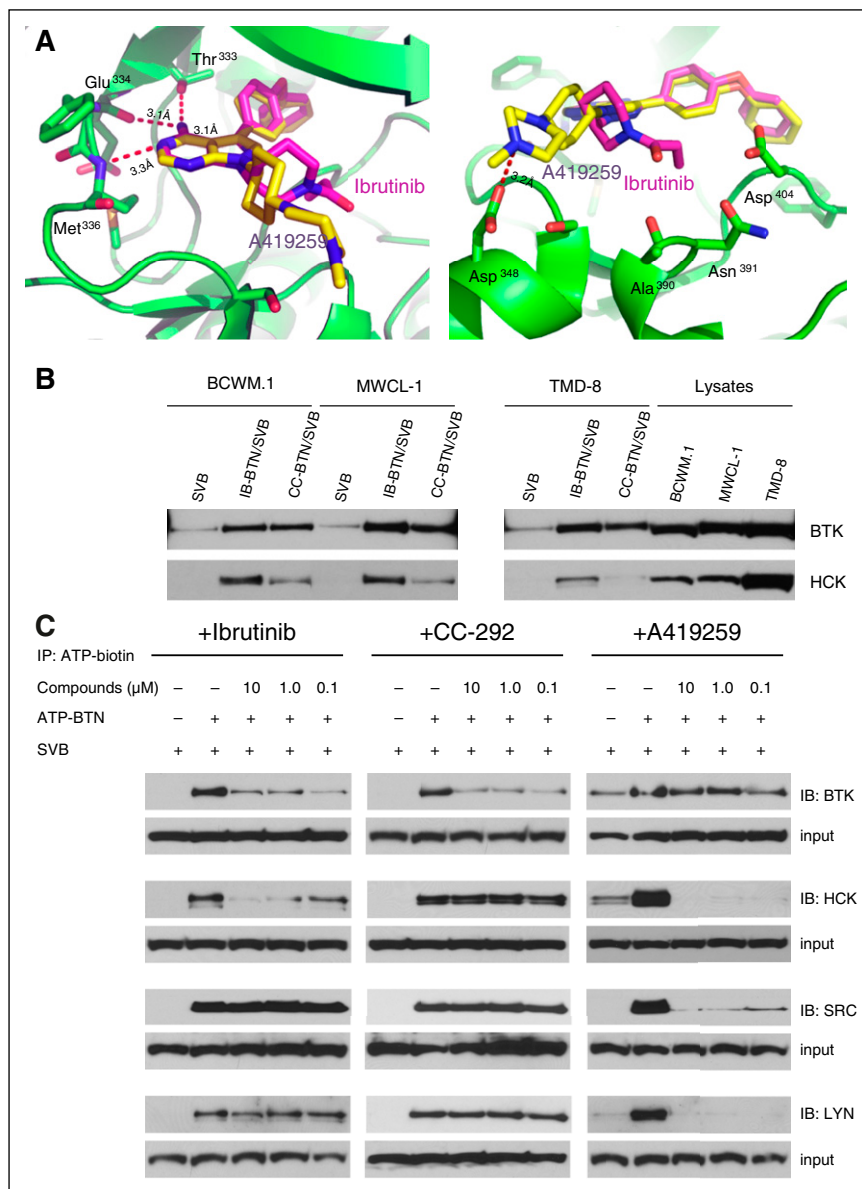 A
Thr333
Glu334
3.1Å
3.1Å
3.3Å
Ibrutinib
A419259
Met336
A419259
Ibrutinib
3.2Å
Asp404
Asp348
Asn391
Ala390
B
BCWM.1 MWCL-1 TMD-8 Lysates
SVB IB-BTN/SVB CC-BTN/SVB SVB IB-BTN/SVB CC-BTN/SVB SVB IB-BTN/SVB CC-BTN/SVB BCWM.1 MWCL-1 TMD-8
BTK
HCK
C
+Ibrutinib +CC-292 +A419259
IP: ATP-biotin
Compounds (μM) – – 10 1.0 0.1 – – 10 1.0 0.1 – – 10 1.0 0.1
ATP-BTN – + + + + – + + + + – + + + +
SVB + + + + + + + + + + + + + + +
IB: BTK
input
IB: HCK
input
IB: SRC
input
IB: LYN
input